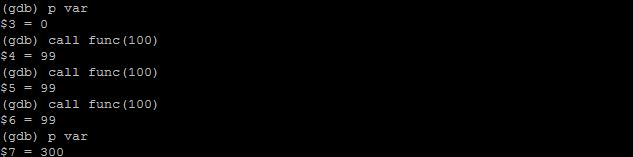 (gdb) p var
$3 = 0
(gdb) call func(100)
$4 = 99
(gdb) call func(100)
$5 = 99
(gdb) call func(100)
$6 = 99
(gdb) p var
$7 = 300